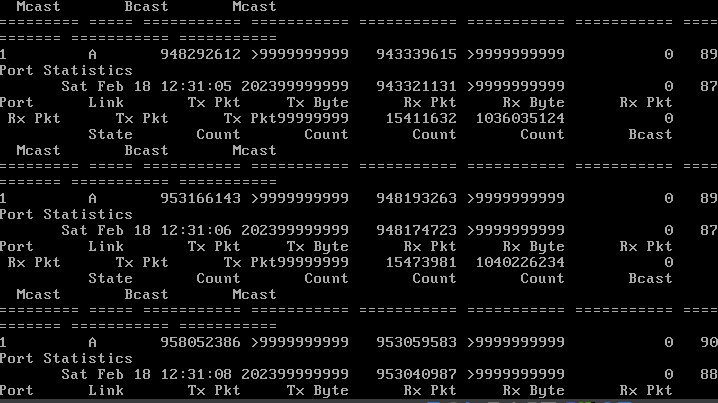 Mcast        Bcast        Mcast
========= ======== =========== =========== =========== =========== =========== ====
======= =========== ===========
1          A        948292612 >9999999999   943339615 >9999999999           0   89
Port Statistics
Sat Feb 18 12:31:05 202399999999   943321131 >9999999999           0   87
Port       Link        Tx Pkt     Tx Byte      Rx Pkt     Rx Byte      Rx Pkt
Rx Pkt       Tx Pkt      Tx Pkt99999999    15411632  1036035124           0
State       Count       Count       Count       Count       Bcast
Mcast        Bcast        Mcast
========= ======== =========== =========== =========== =========== =========== ====
======= =========== ===========
1          A        953166143 >9999999999   948193263 >9999999999           0   89
Port Statistics
Sat Feb 18 12:31:06 202399999999   948174723 >9999999999           0   87
Port       Link        Tx Pkt     Tx Byte      Rx Pkt     Rx Byte      Rx Pkt
Rx Pkt       Tx Pkt      Tx Pkt99999999    15473981  1040226234           0
State       Count       Count       Count       Count       Bcast
Mcast        Bcast        Mcast
========= ======== =========== =========== =========== =========== =========== ====
======= =========== ===========
1          A        958052386 >9999999999   953059583 >9999999999           0   90
Port Statistics
Sat Feb 18 12:31:08 202399999999   953040987 >9999999999           0   88
Port       Link        Tx Pkt     Tx Byte      Rx Pkt     Rx Byte      Rx Pkt